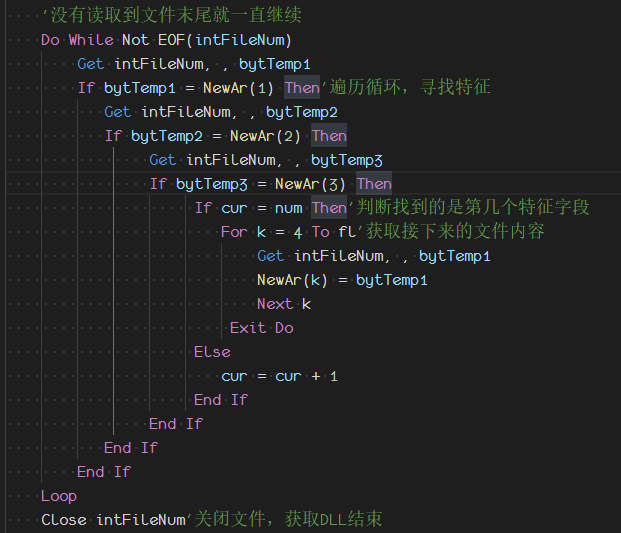 '没有读取到文件末尾就一直继续
Do While Not EOF(intFileNum)
Get intFileNum, , bytTemp1
If bytTemp1 = NewAr(1) Then'遍历循环，寻找特征
Get intFileNum, , bytTemp2
If bytTemp2 = NewAr(2) Then
Get intFileNum, , bytTemp3
If bytTemp3 = NewAr(3) Then
If cur = num Then'判断找到的是第几个特征字段
For k = 4 To fl'获取接下来的文件内容
Get intFileNum, , bytTemp1
NewAr(k) = bytTemp1
Next k
Exit Do
Else
cur = cur + 1
End If
End If
End If
End If
Loop
Close intFileNum'关闭文件，获取DLL结束